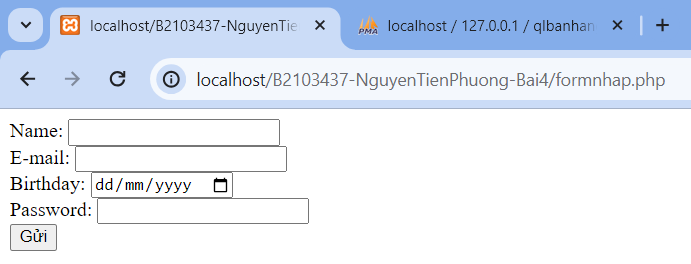 localhost/B2103437-NguyenTie
PMA
localhost / 127.0.0.1 / qlbanhan
localhost/B2103437-NguyenTienPhuong-Bai4/formnhap.php
Name:
E-mail:
Birthday: dd/mm/yyyy
Password:
Gửi